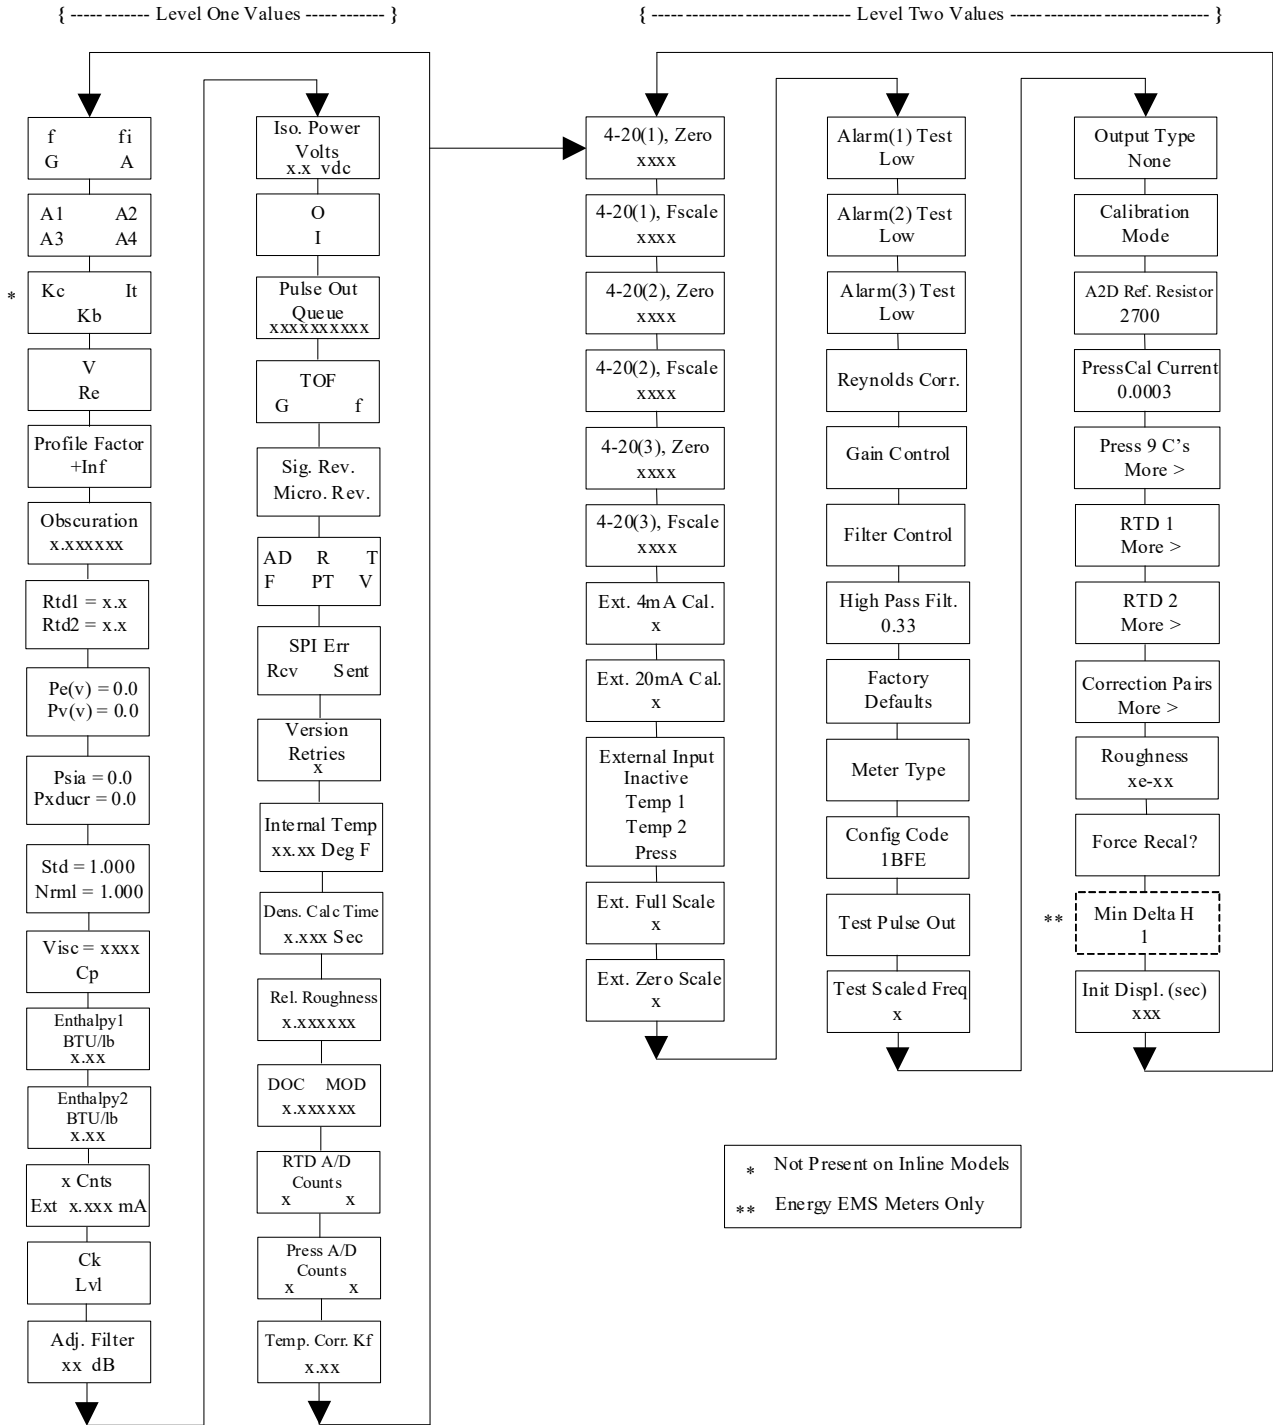 { ----------- Level One Values ------------ }
{ ------------------------------ Level Two Values ------------------------------ }
f fi
G A
A1 A2
A3 A4
*
Kc It
Kb
V
Re
Profile Factor
+Inf
Obscuration
x.xxxxxx
Rtd1 = x.x
Rtd2 = x.x
Pe(v) = 0.0
Pv(v) = 0.0
Psia = 0.0
Pxducr = 0.0
Std = 1.000
Nrml = 1.000
Visc = xxxx
Cp
Enthalpy1
BTU/lb
x.xx
Enthalpy2
BTU/lb
x.xx
x Cnts
Ext x.xxx mA
Ck
Lvl
Adj. Filter
xx dB
Iso. Power
Volts
x.x vdc
O
I
Pulse Out
Queue
xxxxxxxxxx
TOF
G f
Sig. Rev.
Micro. Rev.
AD R T
F PT V
SPI Err
Rcv Sent
Version
Retries
x
Internal Temp
xx.xx Deg F
Dens. Calc Time
x.xxx Sec
Rel. Roughness
x.xxxxxx
DOC MOD
x.xxxxxx
RTD A/D
Counts
x x
Press A/D
Counts
x x
Temp. Corr. Kf
x.xx
4-20(1), Zero
xxxx
4-20(1), Fscale
xxxx
4-20(2), Zero
xxxx
4-20(2), Fscale
xxxx
4-20(3), Zero
xxxx
4-20(3), Fscale
xxxx
Ext. 4mA Cal.
x
Ext. 20mA Cal.
x
External Input
Inactive
Temp 1
Temp 2
Press
Ext. Full Scale
x
Ext. Zero Scale
x
Alarm(1) Test
Low
Alarm(2) Test
Low
Alarm(3) Test
Low
Reynolds Corr.
Gain Control
Filter Control
High Pass Filt.
0.33
Factory
Defaults
Meter Type
Config Code
1BFE
Test Pulse Out
Test Scaled Freq
x
Output Type
None
Calibration
Mode
A2D Ref. Resistor
2700
PressCal Current
0.0003
Press 9 C's
More >
RTD 1
More >
RTD 2
More >
Correction Pairs
More >
Roughness
xe-xx
Force Recal?
**
Min Delta H
1
Init Displ. (sec)
xxx
* Not Present on Inline Models
** Energy EMS Meters Only